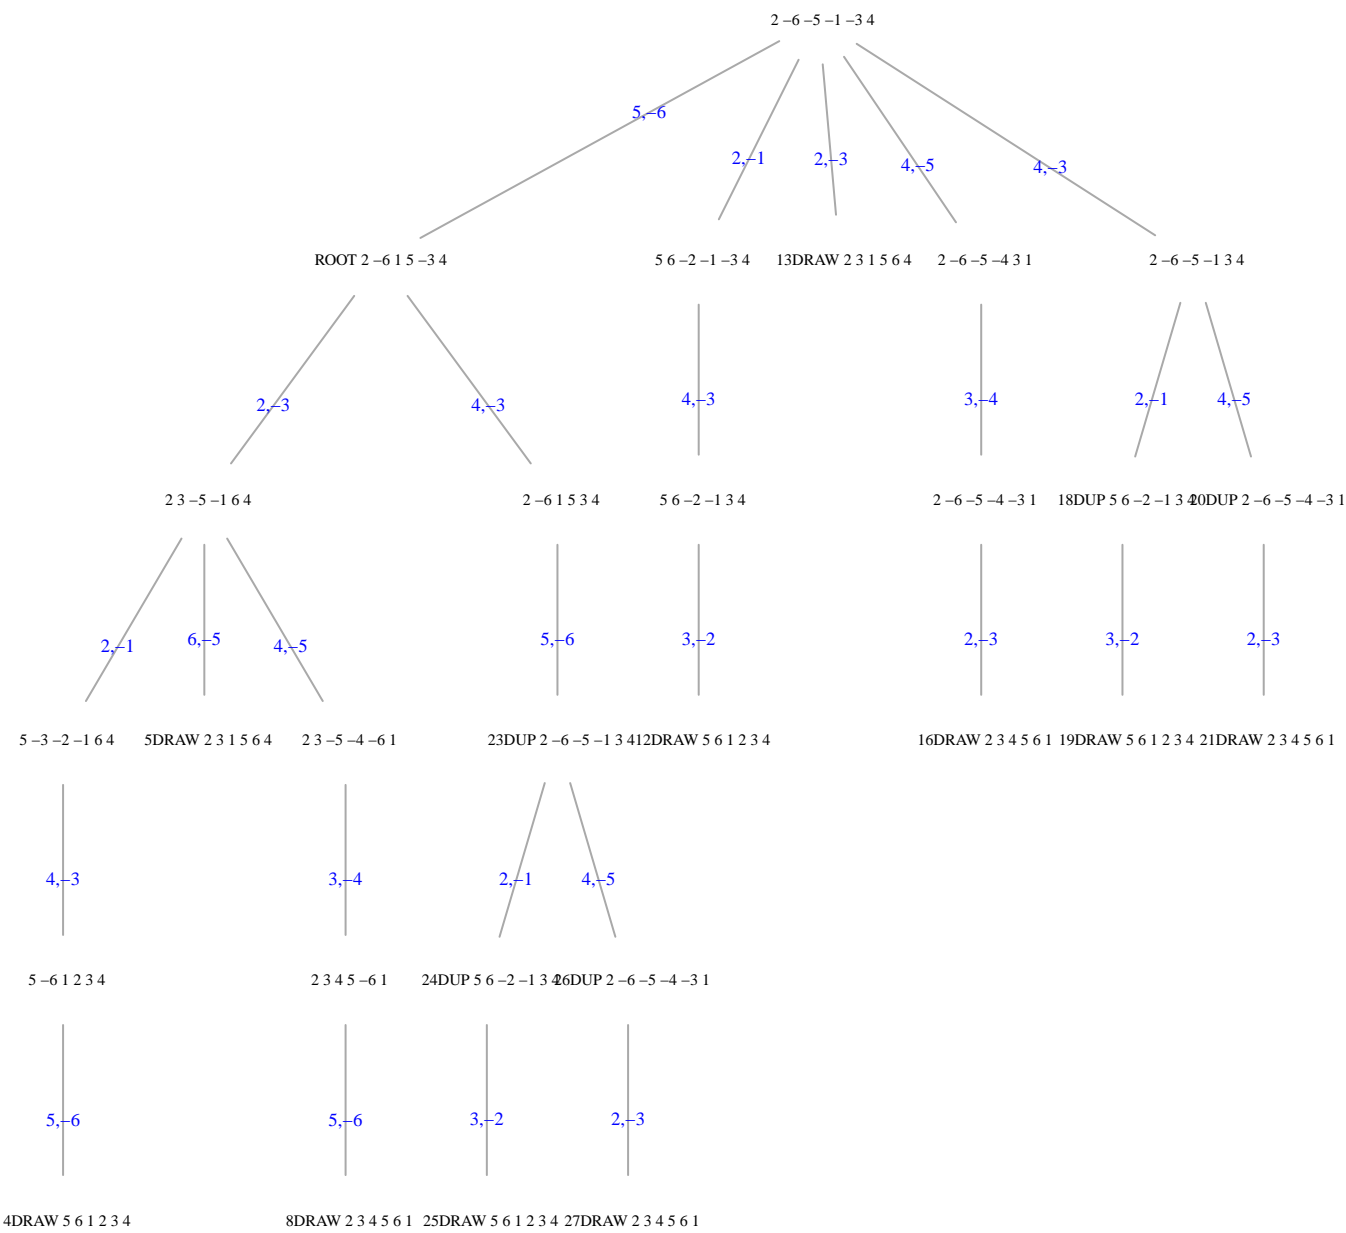 2 –6 –5 –1 –3 4
5,–6
2,–1
2,–3
4,–5
4,–3
ROOT 2 –6 1 5 –3 4
5 6 –2 –1 –3 4
13DRAW 2 3 1 5 6 4
2 –6 –5 –4 3 1
2 –6 –5 –1 3 4
2,–3
4,–3
4,–3
3,–4
2,–1
4,–5
2 3 –5 –1 6 4
2 –6 1 5 3 4
5 6 –2 –1 3 4
2 –6 –5 –4 –3 1
18DUP 5 6 –2 –1 3 4
20DUP 2 –6 –5 –4 –3 1
2,–1
6,–5
4,–5
5,–6
3,–2
2,–3
3,–2
2,–3
5 –3 –2 –1 6 4
5DRAW 2 3 1 5 6 4
2 3 –5 –4 –6 1
23DUP 2 –6 –5 –1 3 4
12DRAW 5 6 1 2 3 4
16DRAW 2 3 4 5 6 1
19DRAW 5 6 1 2 3 4
21DRAW 2 3 4 5 6 1
4,–3
3,–4
2,–1
4,–5
5 –6 1 2 3 4
2 3 4 5 –6 1
24DUP 5 6 –2 –1 3 4
26DUP 2 –6 –5 –4 –3 1
5,–6
5,–6
3,–2
2,–3
4DRAW 5 6 1 2 3 4
8DRAW 2 3 4 5 6 1
25DRAW 5 6 1 2 3 4
27DRAW 2 3 4 5 6 1